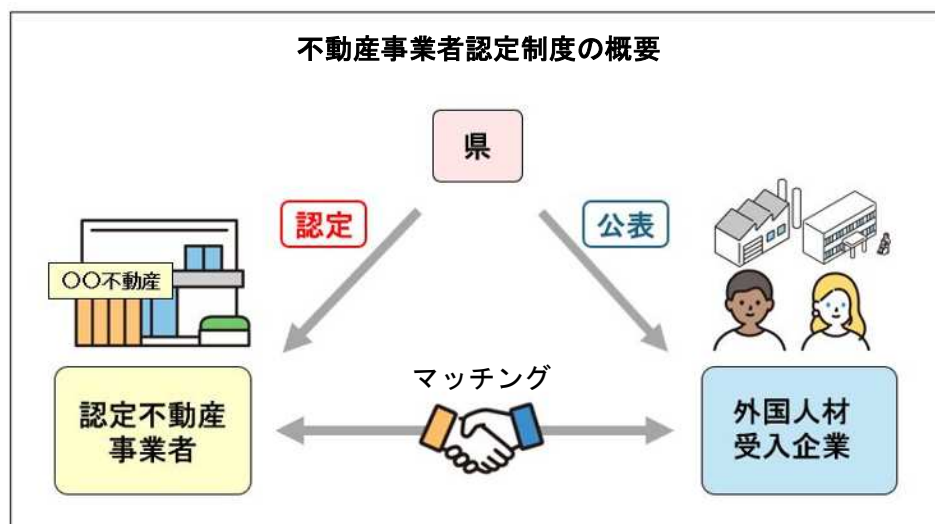 不動産事業者認定制度の概要
県
認定
公表
〇〇不動産
マッチング
認定不動産
事業者
外国人材
受入企業